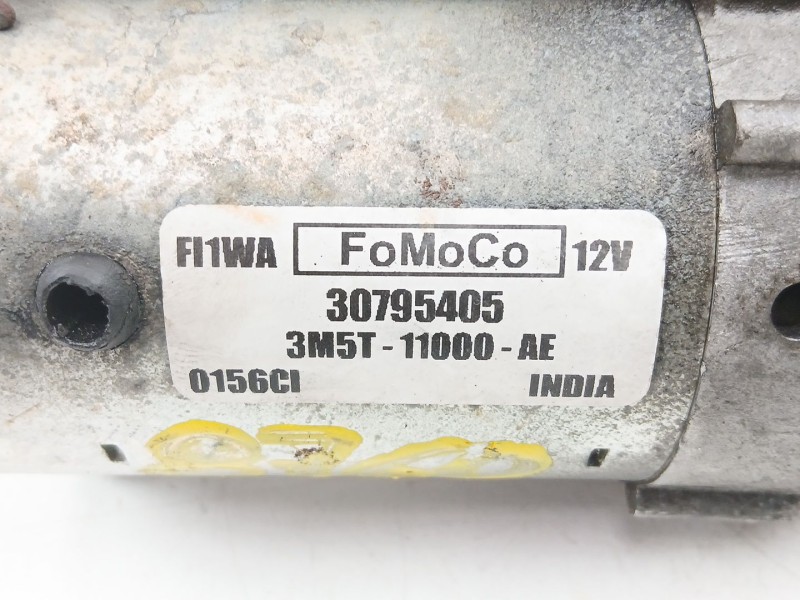 FI1WA FoMoCo 12V
30795405
3M5T-11000-AE
0156CI INDIA